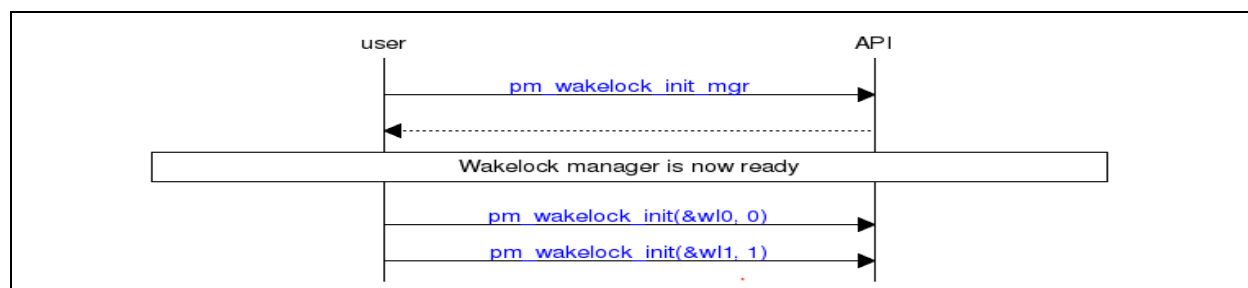 user API
pm_wakelock_init_mgr
Wakelock manager is now ready
pm_wakelock_init(&wl0, 0)
pm_wakelock_init(&wl1, 1)